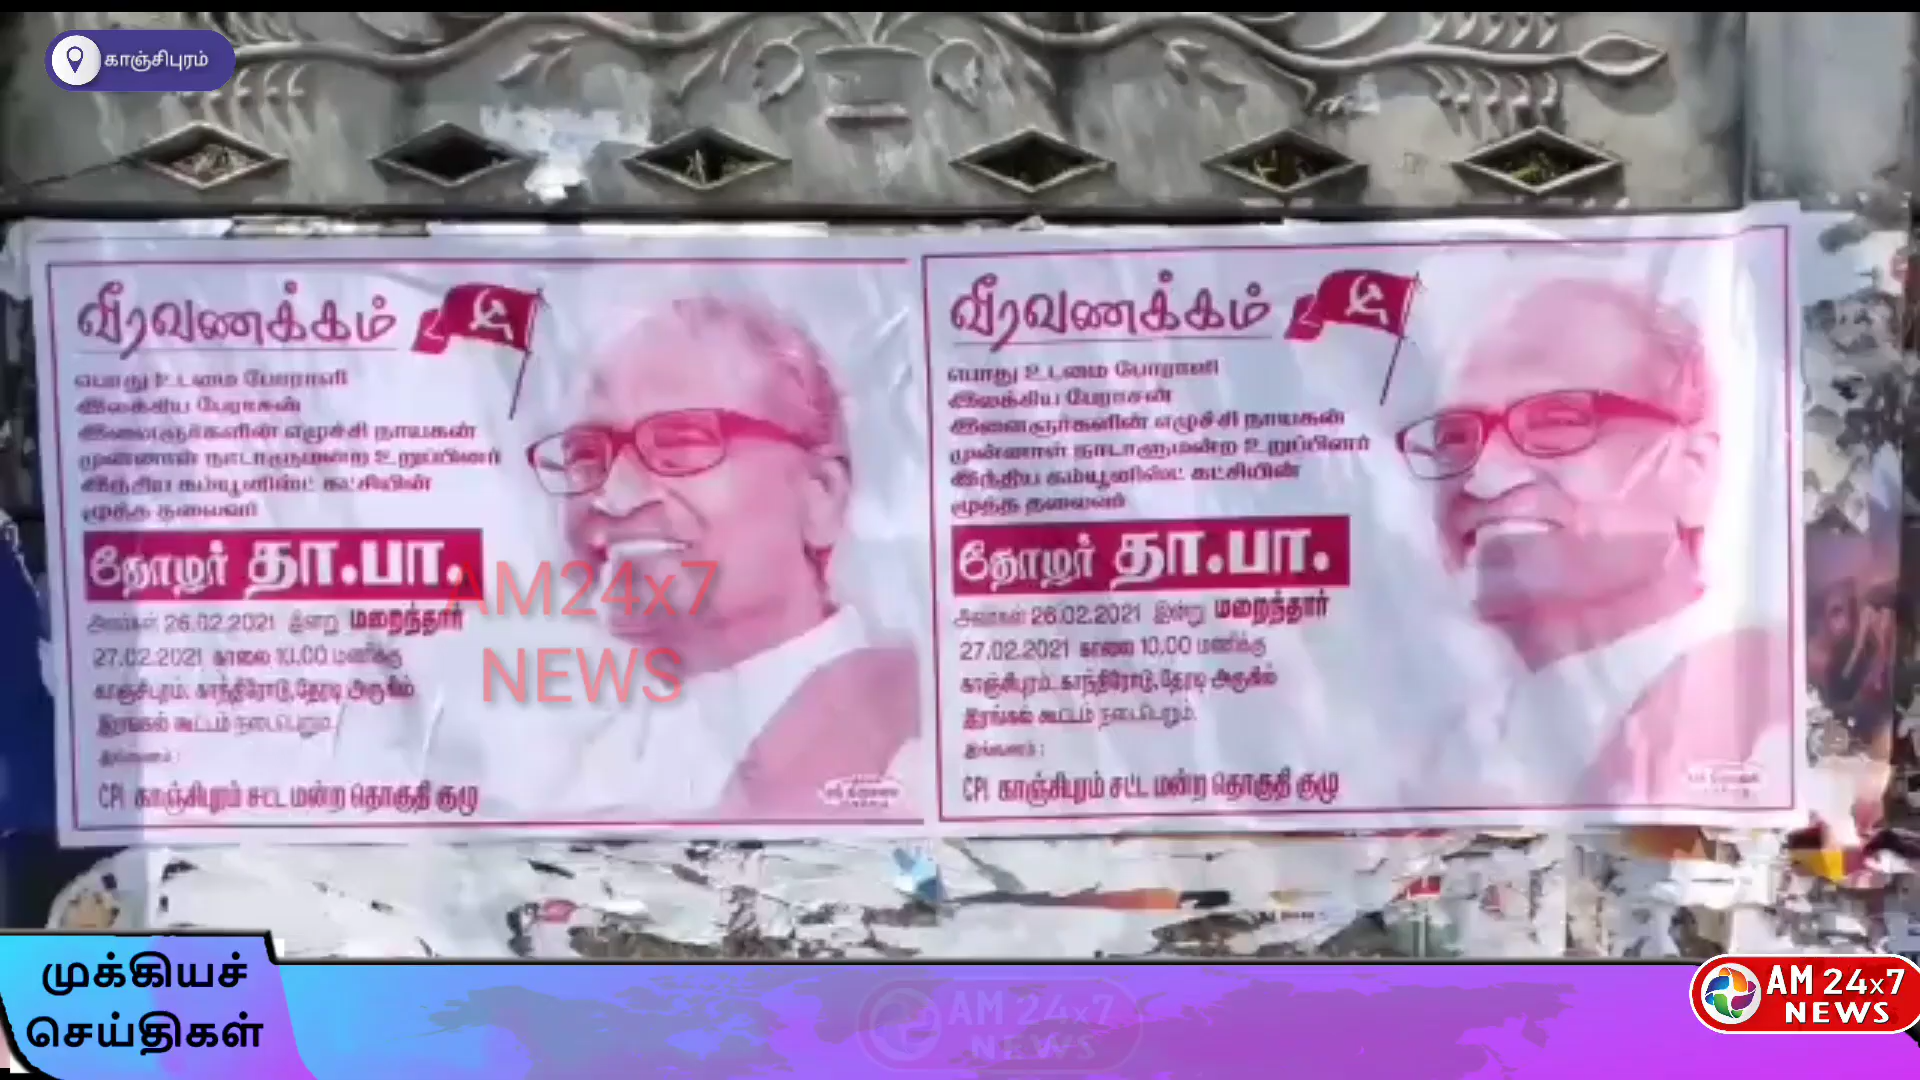 காஞ்சிபுரம்
வீரவணக்கம்
பொது உடமை போராளி
இலக்கிய பேராசன்
இளைஞர்களின் எழுச்சி நாயகன்
முன்னாள் நாடாளுமன்ற உறுப்பினர்
இந்திய கம்யூனிஸ்ட் கட்சியின்
மூத்த தலைவர்
தோழர் தா.பா.
அவர்கள் 26.02.2021 இன்று மறைந்தார்
27.02.2021 காலை 10.00 மணிக்கு
காஞ்சிபுரம், காந்திரோடு, தேரடி அருகில்
இரங்கல் கூட்டம் நடைபெறும்.
இங்ஙனம் :
CPI காஞ்சிபுரம் சட்ட மன்ற தொகுதி குழு
வீரவணக்கம்
பொது உடமை போராளி
இலக்கிய பேராசன்
இளைஞர்களின் எழுச்சி நாயகன்
முன்னாள் நாடாளுமன்ற உறுப்பினர்
இந்திய கம்யூனிஸ்ட் கட்சியின்
மூத்த தலைவர்
தோழர் தா.பா.
அவர்கள் 26.02.2021 இன்று மறைந்தார்
27.02.2021 காலை 10.00 மணிக்கு
காஞ்சிபுரம், காந்திரோடு, தேரடி அருகில்
இரங்கல் கூட்டம் நடைபெறும்.
இங்ஙனம் :
CPI காஞ்சிபுரம் சட்ட மன்ற தொகுதி குழு
AM24x7
NEWS
முக்கியச்
செய்திகள்
AM 24x7
NEWS
AM 24x7
NEWS